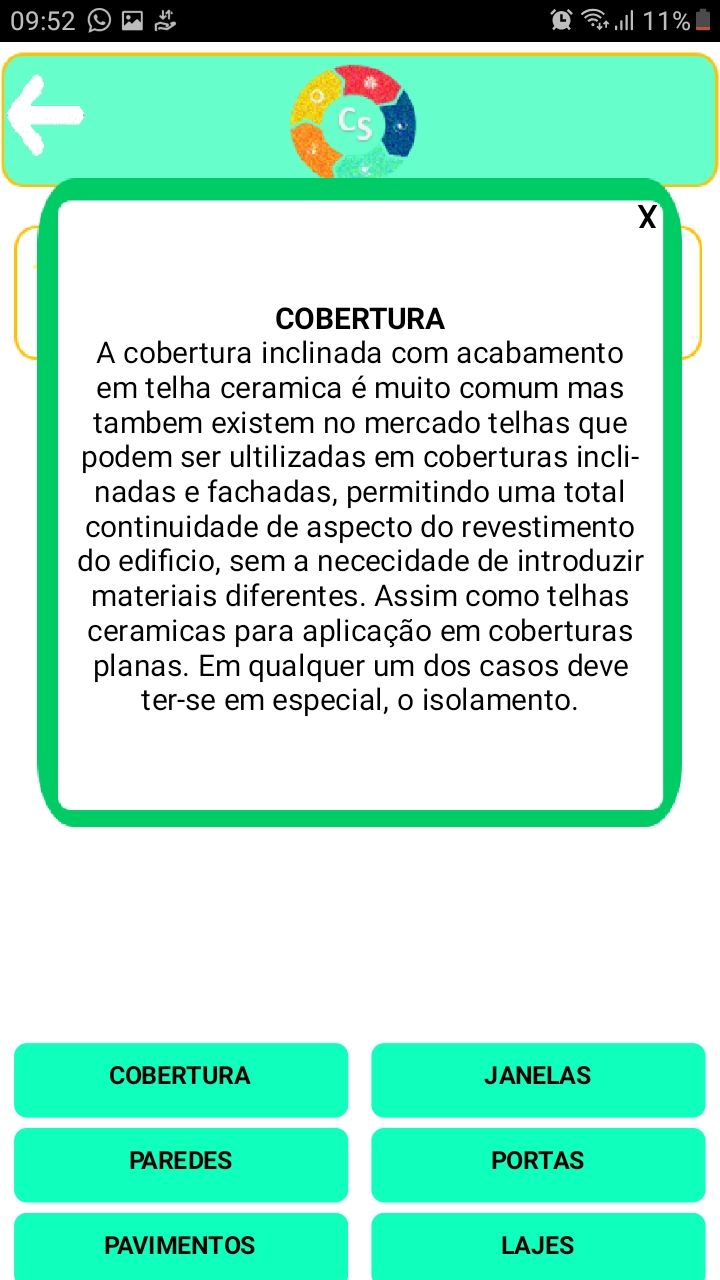 09:52
11%
CS
X
COBERTURA
A cobertura inclinada com acabamento
em telha ceramica é muito comum mas
tambem existem no mercado telhas que
podem ser ultilizadas em coberturas incli-
nadas e fachadas, permitindo uma total
continuidade de aspecto do revestimento
do edificio, sem a nececidade de introduzir
materiais diferentes. Assim como telhas
ceramicas para aplicação em coberturas
planas. Em qualquer um dos casos deve
ter-se em especial, o isolamento.
COBERTURA
JANELAS
PAREDES
PORTAS
PAVIMENTOS
LAJES